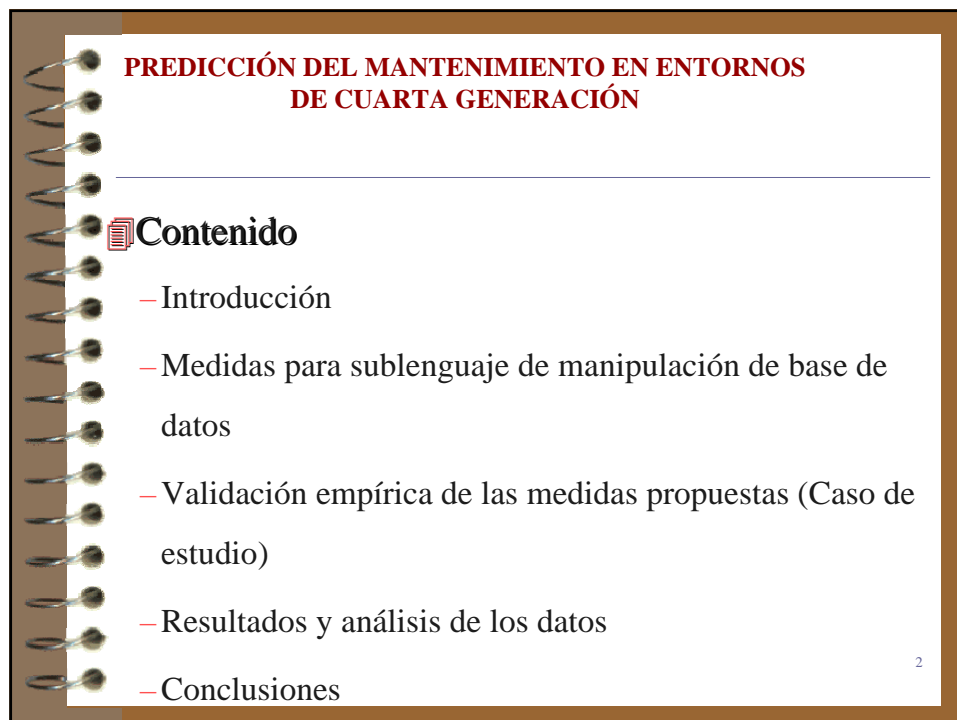 PREDICCIÓN DEL MANTENIMIENTO EN ENTORNOS
DE CUARTA GENERACIÓN
Contenido
– Introducción
– Medidas para sublenguaje de manipulación de base de
datos
– Validación empírica de las medidas propuestas (Caso de
estudio)
– Resultados y análisis de los datos
2
– Conclusiones